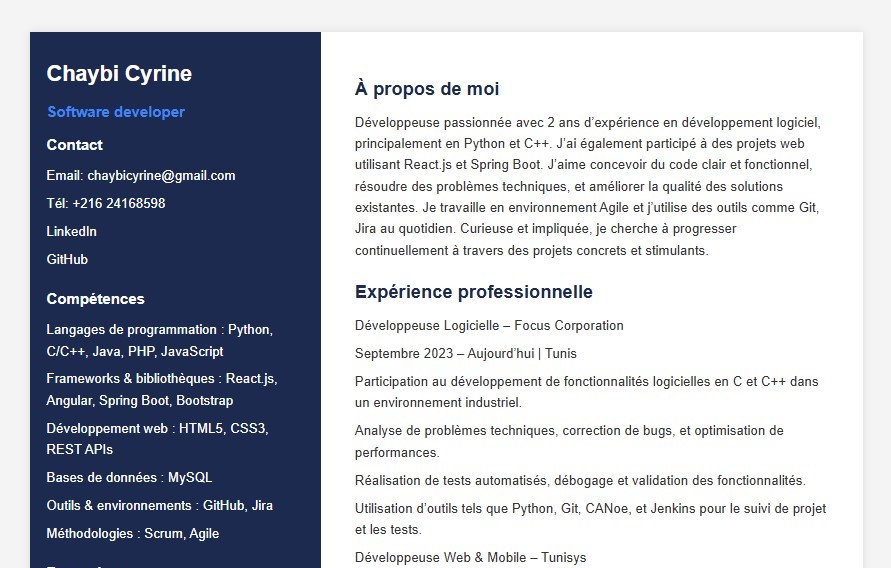 Chaybi Cyrine
Software developer
Contact
Email: chaybicyrine@gmail.com
Tél: +216 24168598
LinkedIn
GitHub
Compétences
Langages de programmation : Python,
C/C++, Java, PHP, JavaScript
Frameworks & bibliothèques : React.js,
Angular, Spring Boot, Bootstrap
Développement web : HTML5, CSS3,
REST APIs
Bases de données : MySQL
Outils & environnements : GitHub, Jira
Méthodologies : Scrum, Agile
À propos de moi
Développeuse passionnée avec 2 ans d’expérience en développement logiciel,
principalement en Python et C++. J’ai également participé à des projets web
utilisant React.js et Spring Boot. J’aime concevoir du code clair et fonctionnel,
résoudre des problèmes techniques, et améliorer la qualité des solutions
existantes. Je travaille en environnement Agile et j’utilise des outils comme Git,
Jira au quotidien. Curieuse et impliquée, je cherche à progresser
continuellement à travers des projets concrets et stimulants.
Expérience professionnelle
Développeuse Logicielle – Focus Corporation
Septembre 2023 – Aujourd’hui | Tunis
Participation au développement de fonctionnalités logicielles en C et C++ dans
un environnement industriel.
Analyse de problèmes techniques, correction de bugs, et optimisation de
performances.
Réalisation de tests automatisés, débogage et validation des fonctionnalités.
Utilisation d’outils tels que Python, Git, CANoe, et Jenkins pour le suivi de projet
et les tests.
Développeuse Web & Mobile – Tunisys